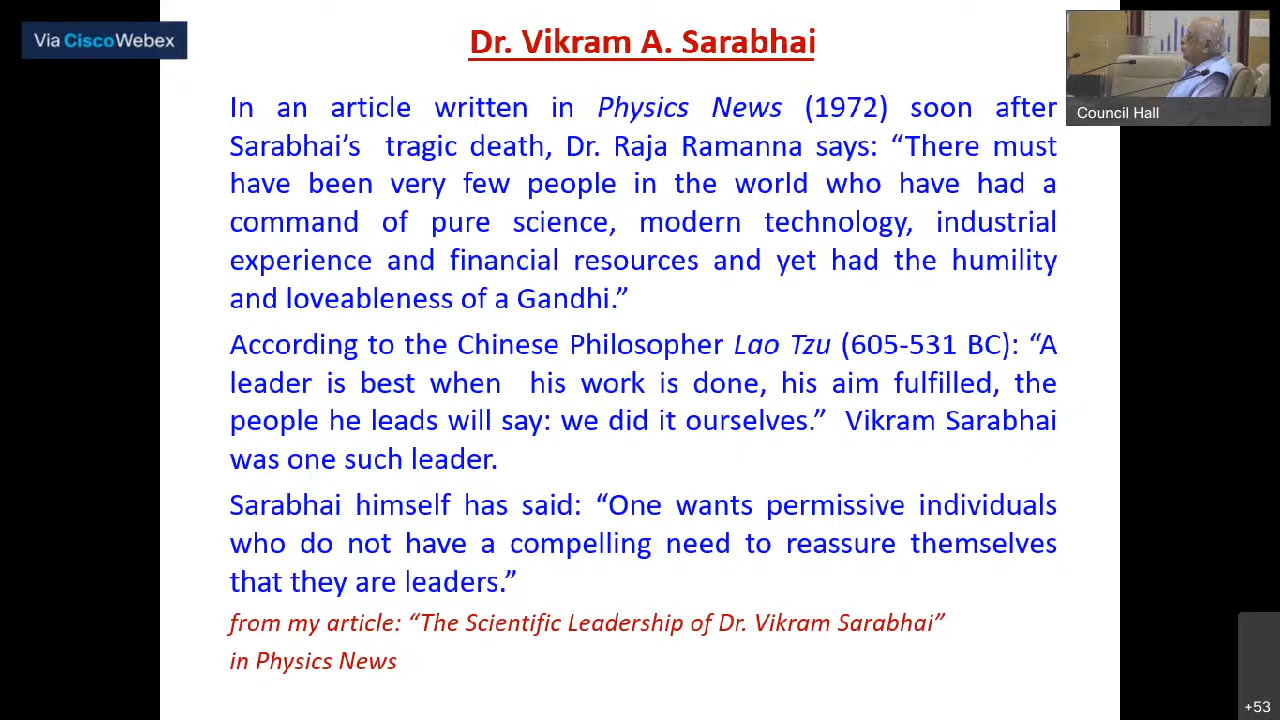 Via CiscoWebex
Dr. Vikram A. Sarabhai
Council Hall
In an article written in Physics News (1972) soon after
Sarabhai’s tragic death, Dr. Raja Ramanna says: “There must
have been very few people in the world who have had a
command of pure science, modern technology, industrial
experience and financial resources and yet had the humility
and loveableness of a Gandhi.”
According to the Chinese Philosopher Lao Tzu (605-531 BC): “A
leader is best when his work is done, his aim fulfilled, the
people he leads will say: we did it ourselves.” Vikram Sarabhai
was one such leader.
Sarabhai himself has said: “One wants permissive individuals
who do not have a compelling need to reassure themselves
that they are leaders.”
from my article: “The Scientific Leadership of Dr. Vikram Sarabhai”
in Physics News
+53